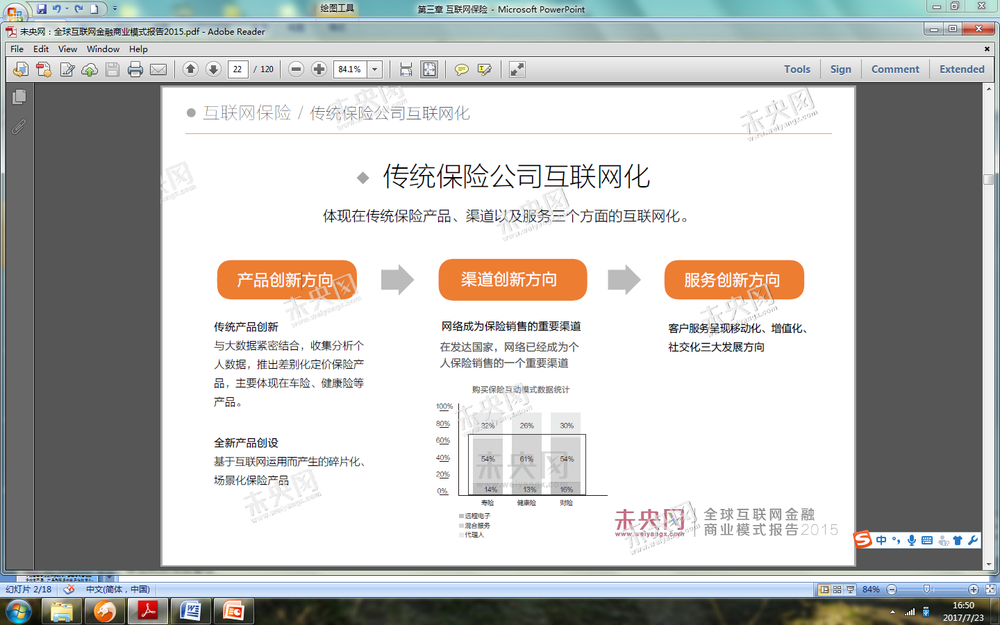 绘图工具
第三章 互联网保险 - Microsoft PowerPoint
未央网：全球互联网金融商业模式报告2015.pdf - Adobe Reader
File Edit View Window Help
22 / 120
84.1%
Tools Sign Comment Extended
互联网保险 / 传统保险公司互联网化
传统保险公司互联网化
体现在传统保险产品、渠道以及服务三个方面的互联网化。
产品创新方向
渠道创新方向
服务创新方向
传统产品创新
与大数据紧密结合，收集分析个
人数据，推出差别化定价保险产
品，主要体现在车险、健康险等
产品。
全新产品创设
基于互联网运用而产生的碎片化、
场景化保险产品
网络成为保险销售的重要渠道
在发达国家，网络已经成为个
人保险销售的一个重要渠道
购买保险互动模式数据统计
100%
80%
60%
40%
20%
0%
32% 26% 30%
54% 61% 54%
14% 13% 16%
寿险 健康险 财险
远程电子
混合服务
代理人
客户服务呈现移动化、增值化、
社交化三大发展方向
未央网
www.weiyangx.com
全球互联网金融
商业模式报告2015
中
幻灯片 2/18
中文(简体，中国)
84%
16:50
2017/7/23